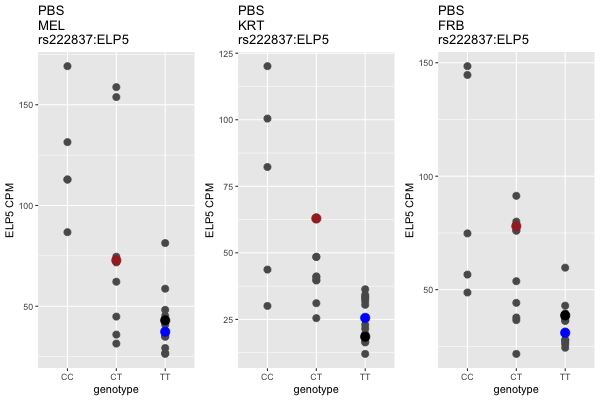 PBS
MEL
rs222837:ELP5
150
100
50
ELP5 CPM
CC
CT
TT
genotype
PBS
KRT
rs222837:ELP5
125
100
75
50
25
ELP5 CPM
CC
CT
TT
genotype
PBS
FRB
rs222837:ELP5
150
100
50
ELP5 CPM
CC
CT
TT
genotype